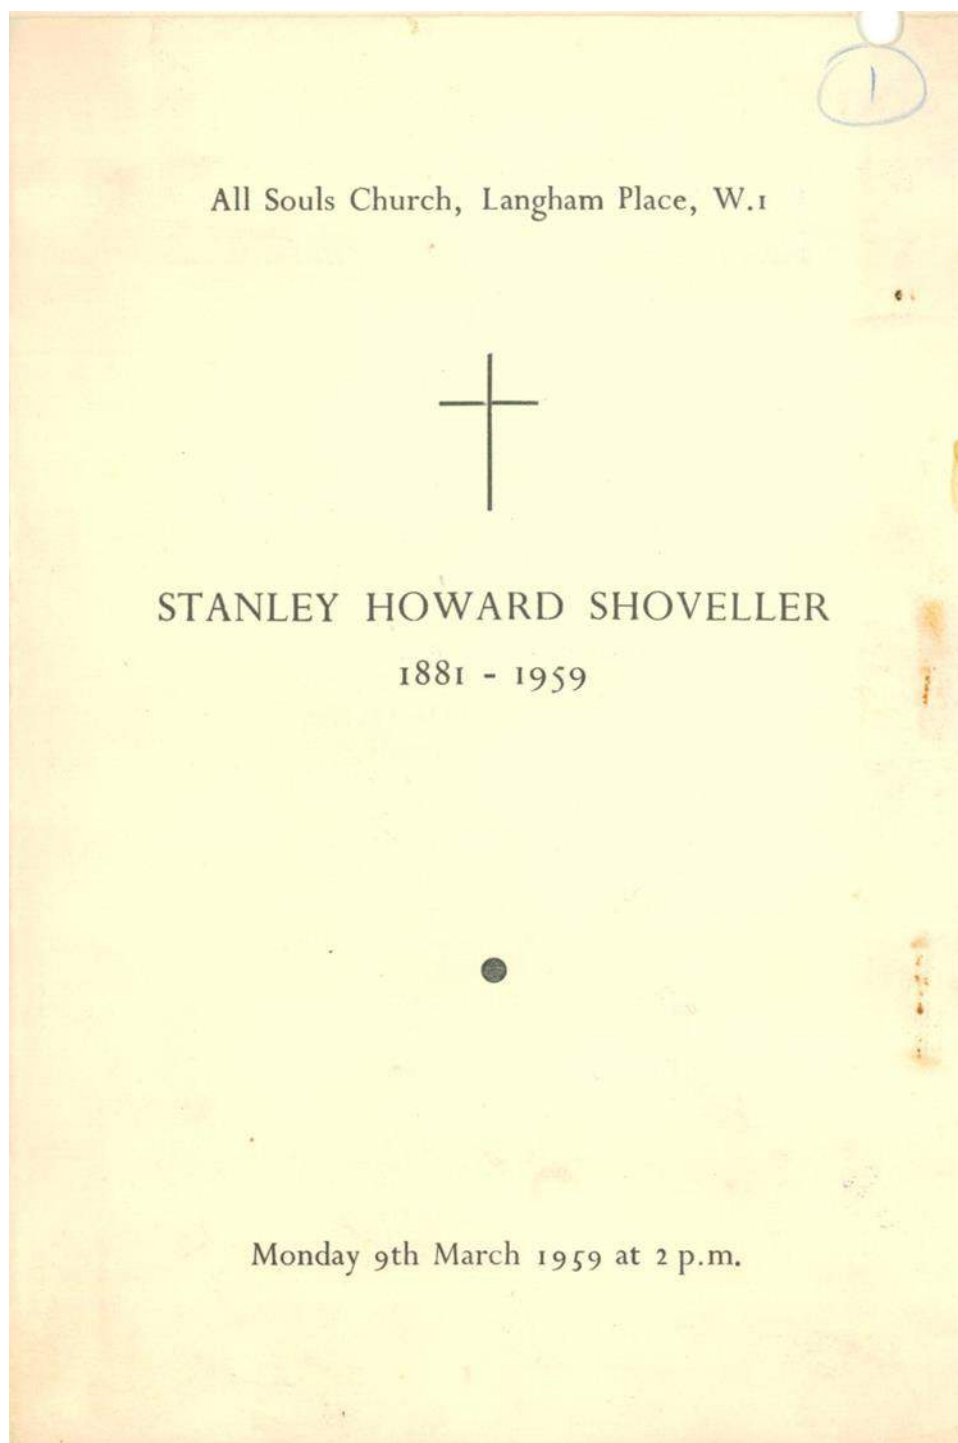 1
All Souls Church, Langham Place, W.1
STANLEY HOWARD SHOVELLER
1881 - 1959
Monday 9th March 1959 at 2 p.m.